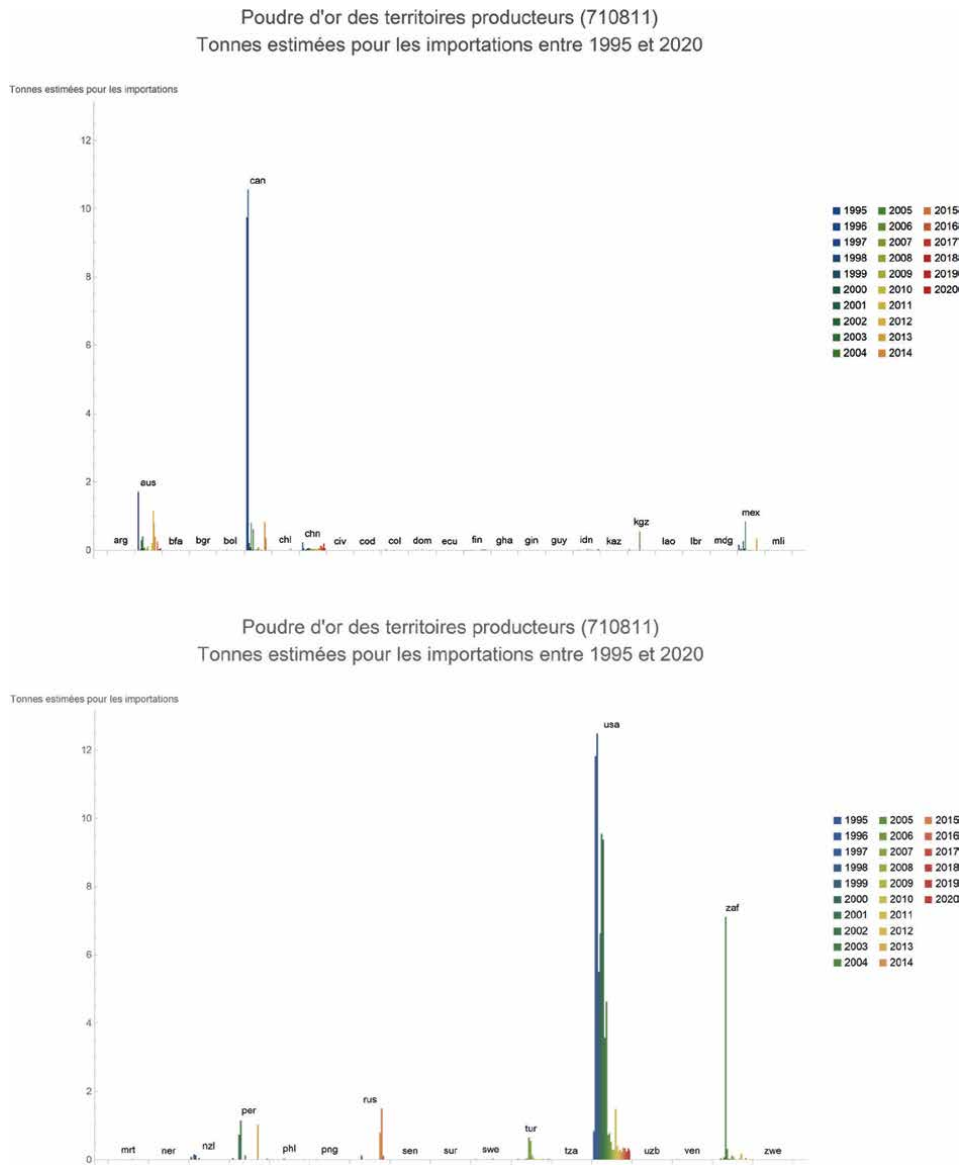 Poudre d'or des territoires producteurs (710811)
Tonnes estimées pour les importations entre 1995 et 2020
Tonnes estimées pour les importations
12
10
8
6
4
2
0
can
aus
arg bfa bgr bol chl chn civ cod col dom ecu fin gha gin guy idn kaz kgz lao lbr mdg mex mli
1995 2005 2015
1996 2006 2016
1997 2007 2017
1998 2008 2018
1999 2009 2019
2000 2010 2020
2001 2011
2002 2012
2003 2013
2004 2014
Poudre d'or des territoires producteurs (710811)
Tonnes estimées pour les importations entre 1995 et 2020
Tonnes estimées pour les importations
12
10
8
6
4
2
0
usa
zaf
mrt ner nzl per phl png rus sen sur swe tur tza uzb ven zwe
1995 2005 2015
1996 2006 2016
1997 2007 2017
1998 2008 2018
1999 2009 2019
2000 2010 2020
2001 2011
2002 2012
2003 2013
2004 2014